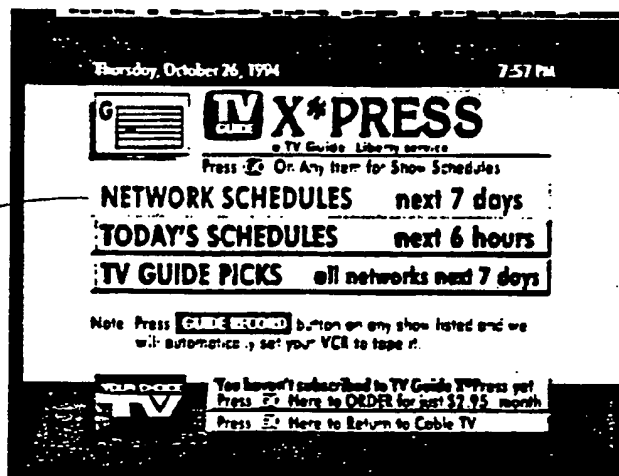 Thursday, October 26, 1994 7:57 PM
G TV GUIDE X*PRESS
a TV Guide Liberty service
Press GO On Any Item for Show Schedules
NETWORK SCHEDULES next 7 days
TODAY'S SCHEDULES next 6 hours
TV GUIDE PICKS all networks next 7 days
Note Press GUIDE RECORD button on any show listed and we
will automatically set your VCR to tape it.
YOUR CHOICE
TV
You haven't subscribed to TV Guide X*Press yet
Press GO Here to ORDER for just $2.95 month
Press Here to Return to Cable TV